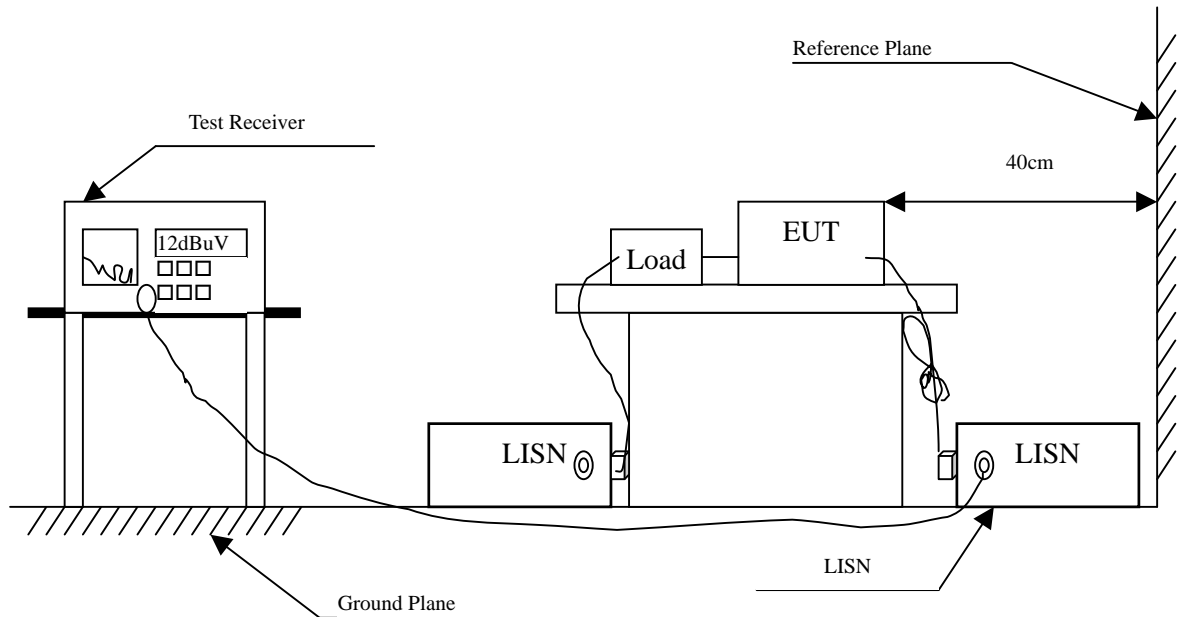 Reference Plane
Test Receiver
40cm
EUT
12dBuV
Load
LISN
LISN
LISN
Ground Plane